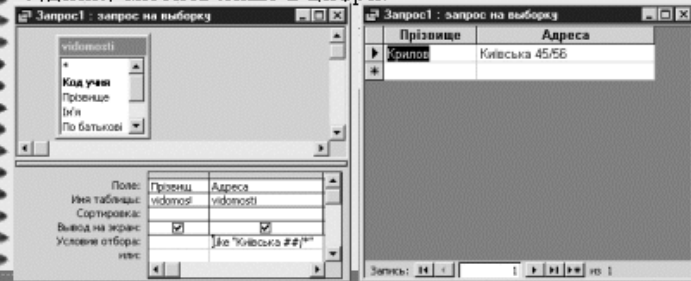 Запрос1 : запрос на выборку
vidomosti
*
Код учня
Прізвище
Ім'я
По батькові
Поле: Прізвищ Адреса
Имя таблицы: vidomost vidomosti
Сортировка:
Вывод на экран:
Условие отбора: Like "Київська ##/*"
или:
Запрос1 : запрос на выборку
Прізвище Адреса
Крилов Київська 45/56
Запись: 1 из 1